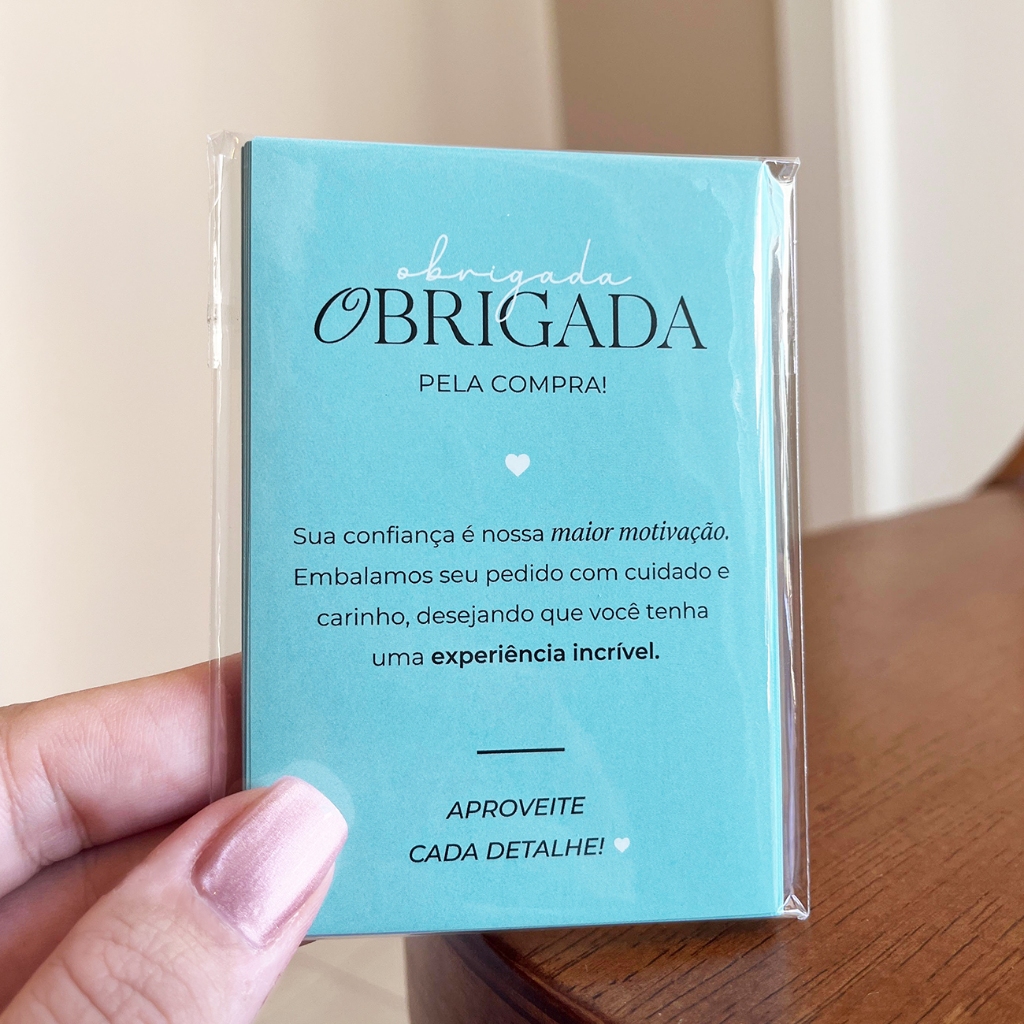 obrigada
OBRIGADA
PELA COMPRA!
Sua confiança é nossa maior motivação.
Embalamos seu pedido com cuidado e
carinho, desejando que você tenha
uma experiência incrível.
APROVEITE
CADA DETALHE!